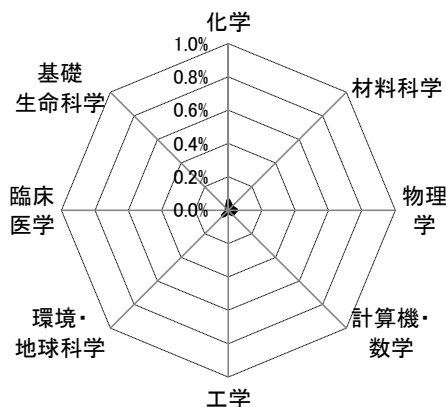 化学
1.0%
0.8%
0.6%
0.4%
0.2%
0.0%
材料科学
物理
学
計算機・
数学
工学
環境・
地球科学
臨床
医学
基礎
生命科学